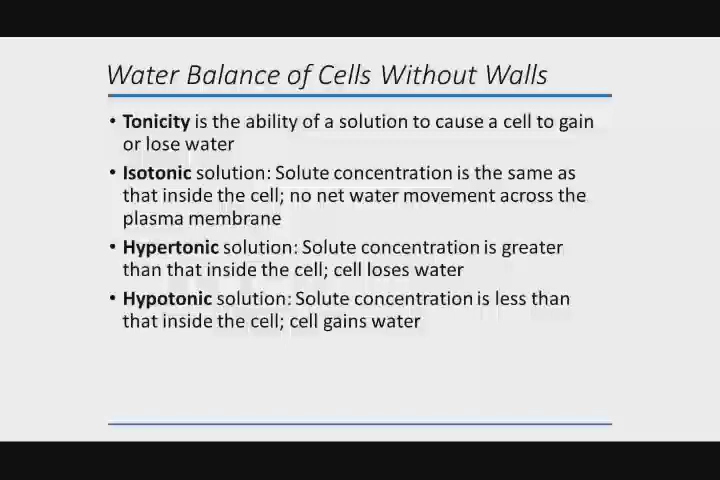 Water Balance of Cells Without Walls
• Tonicity is the ability of a solution to cause a cell to gain
or lose water
• Isotonic solution: Solute concentration is the same as
that inside the cell; no net water movement across the
plasma membrane
• Hypertonic solution: Solute concentration is greater
than that inside the cell; cell loses water
• Hypotonic solution: Solute concentration is less than
that inside the cell; cell gains water